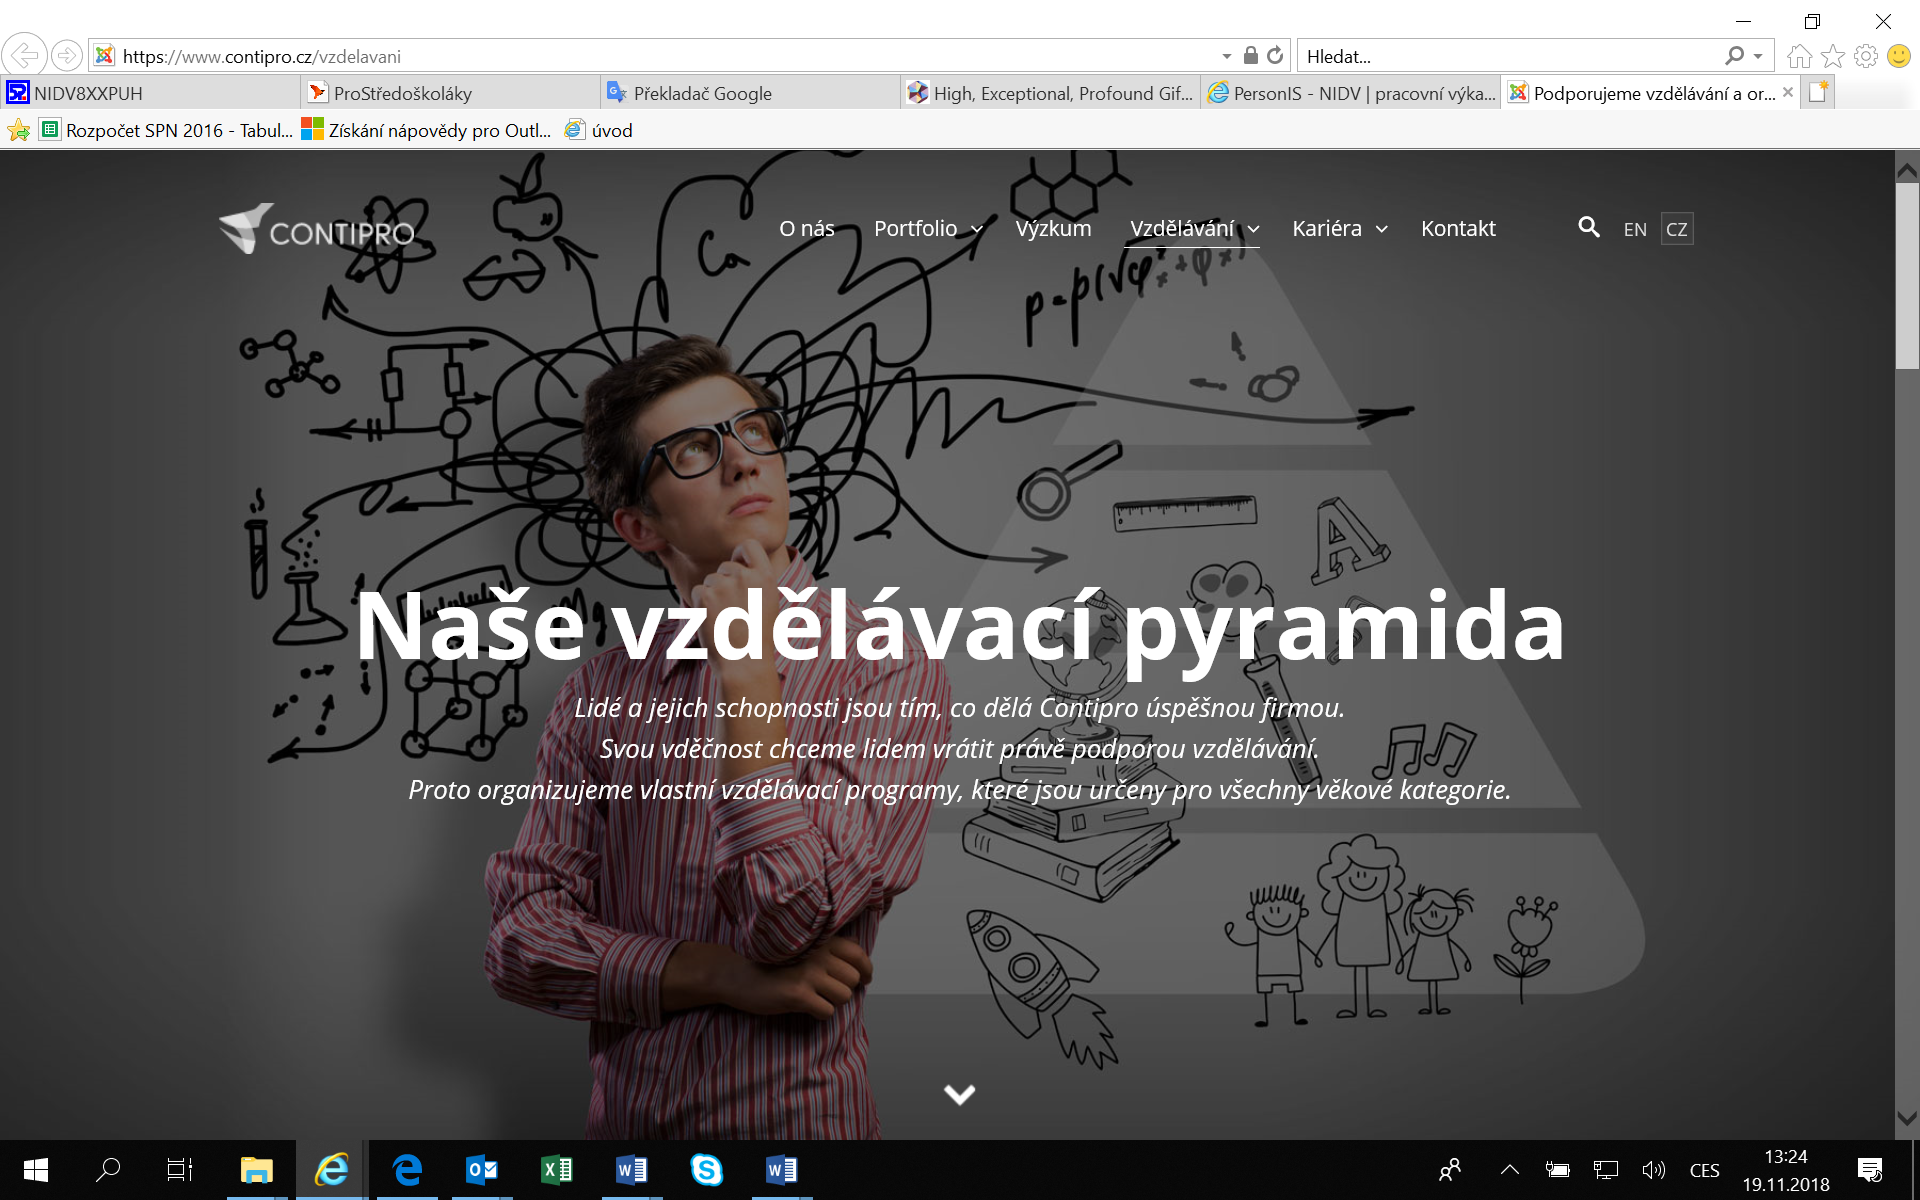 https://www.contipro.cz/vzdelavani
Hledat...
NIDV8XXPUH
ProStředoškoláky
Překladač Google
High, Exceptional, Profound Gif...
PersonIS - NIDV | pracovní výka...
Podporujeme vzdělávání a or...
Rozpočet SPN 2016 - Tabul...
Získání nápovědy pro Outl...
úvod
CONTIPRO
O nás
Portfolio
Výzkum
Vzdělávání
Kariéra
Kontakt
EN
CZ
Ca
A
Naše vzdělávací pyramida
Lidé a jejich schopnosti jsou tím, co dělá Contipro úspěšnou firmou.
Svou vděčnost chceme lidem vrátit právě podporou vzdělávání.
Proto organizujeme vlastní vzdělávací programy, které jsou určeny pro všechny věkové kategorie.
CES
13:24
19.11.2018